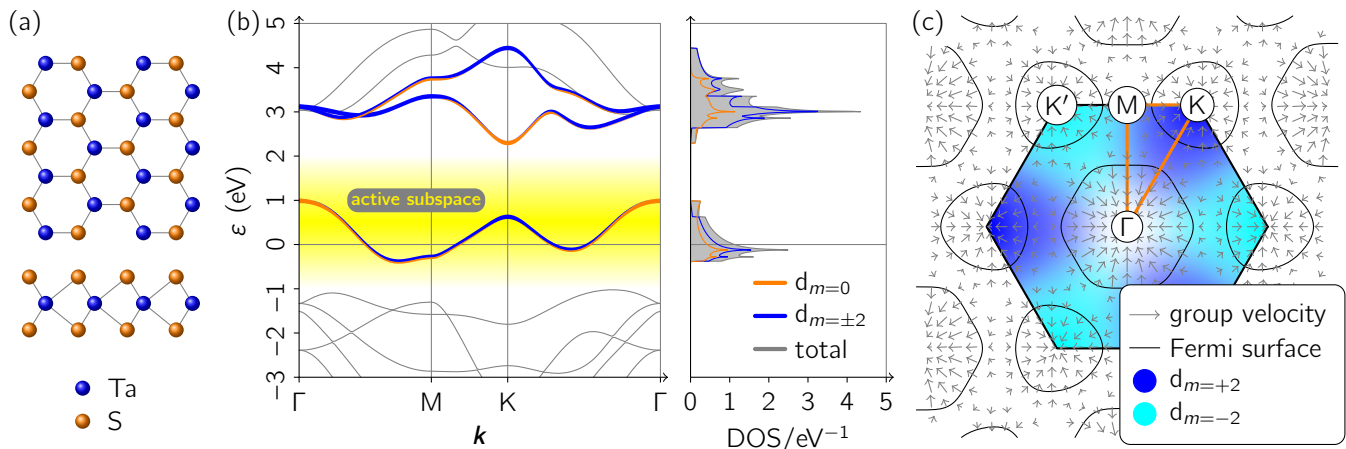 (a)
Ta
S
(b)
ε (eV)
5
4
3
2
1
0
−1
−2
−3
active subspace
Γ
M
K
Γ
k
d_{m=0}
d_{m=±2}
total
0
1
2
3
4
5
DOS/eV⁻¹
(c)
K′
M
K
Γ
group velocity
Fermi surface
d_{m=+2}
d_{m=−2}